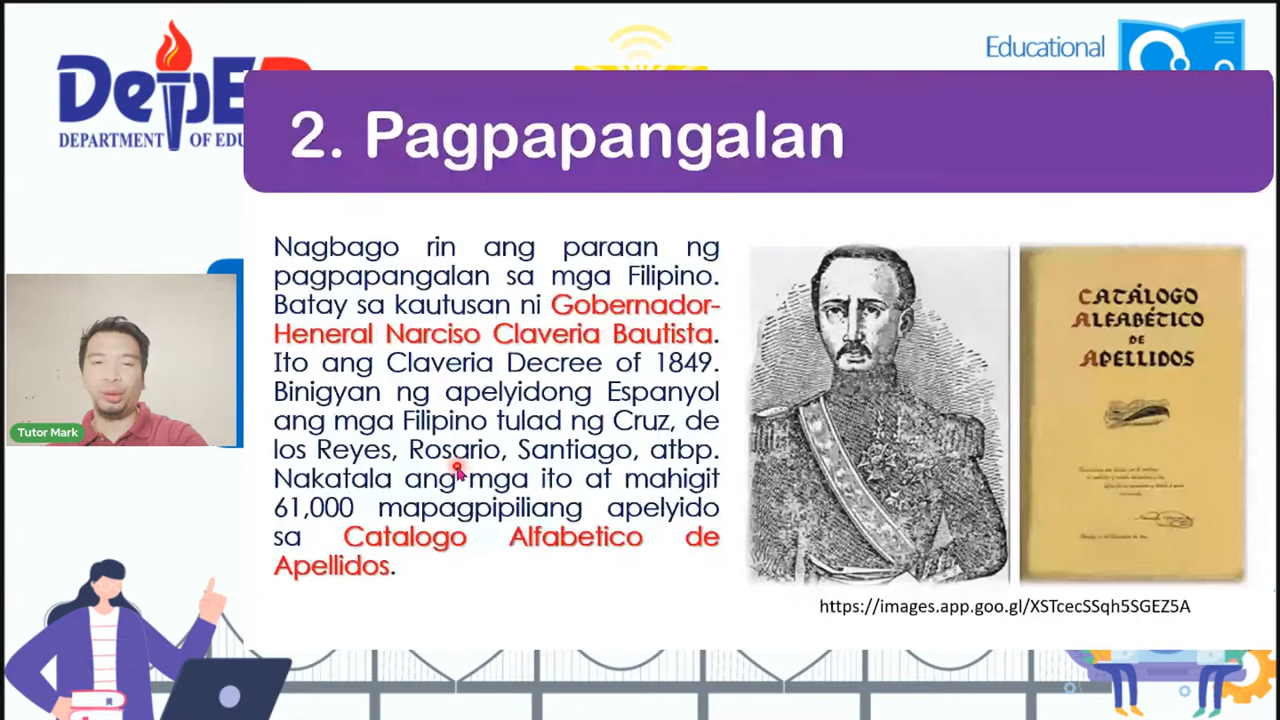 DepED
DEPARTMENT OF EDU
Educational
2. Pagpapangalan
Nagbago rin ang paraan ng
pagpapangalan sa mga Filipino.
Batay sa kautusan ni Gobernador-
Heneral Narciso Claveria Bautista.
Ito ang Claveria Decree of 1849.
Binigyan ng apelyidong Espanyol
ang mga Filipino tulad ng Cruz, de
los Reyes, Rosario, Santiago, atbp.
Nakatala ang mga ito at mahigit
61,000 mapagpipiliang apelyido
sa Catalogo Alfabetico de
Apellidos.
CATÁLOGO
ALFABÉTICO
DE
APELLIDOS
https://images.app.goo.gl/XSTcecSSqh5SGEZ5A
Tutor Mark